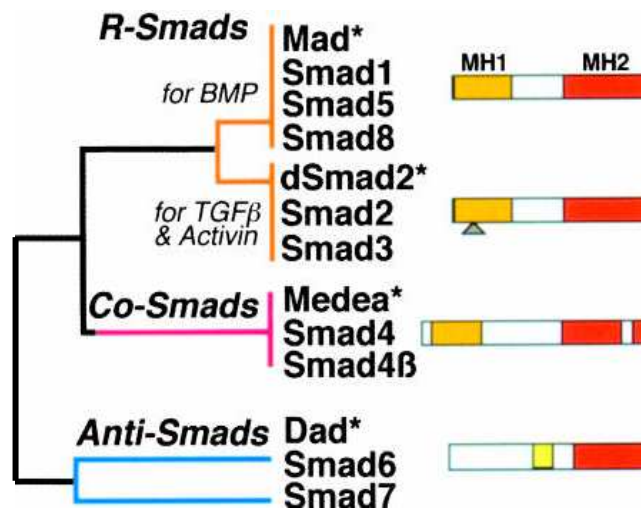 R-Smads
for BMP
Mad*
Smad1
Smad5
Smad8
MH1 MH2
for TGFβ
& Activin
dSmad2*
Smad2
Smad3
Co-Smads
Medea*
Smad4
Smad4ß
Anti-Smads
Dad*
Smad6
Smad7